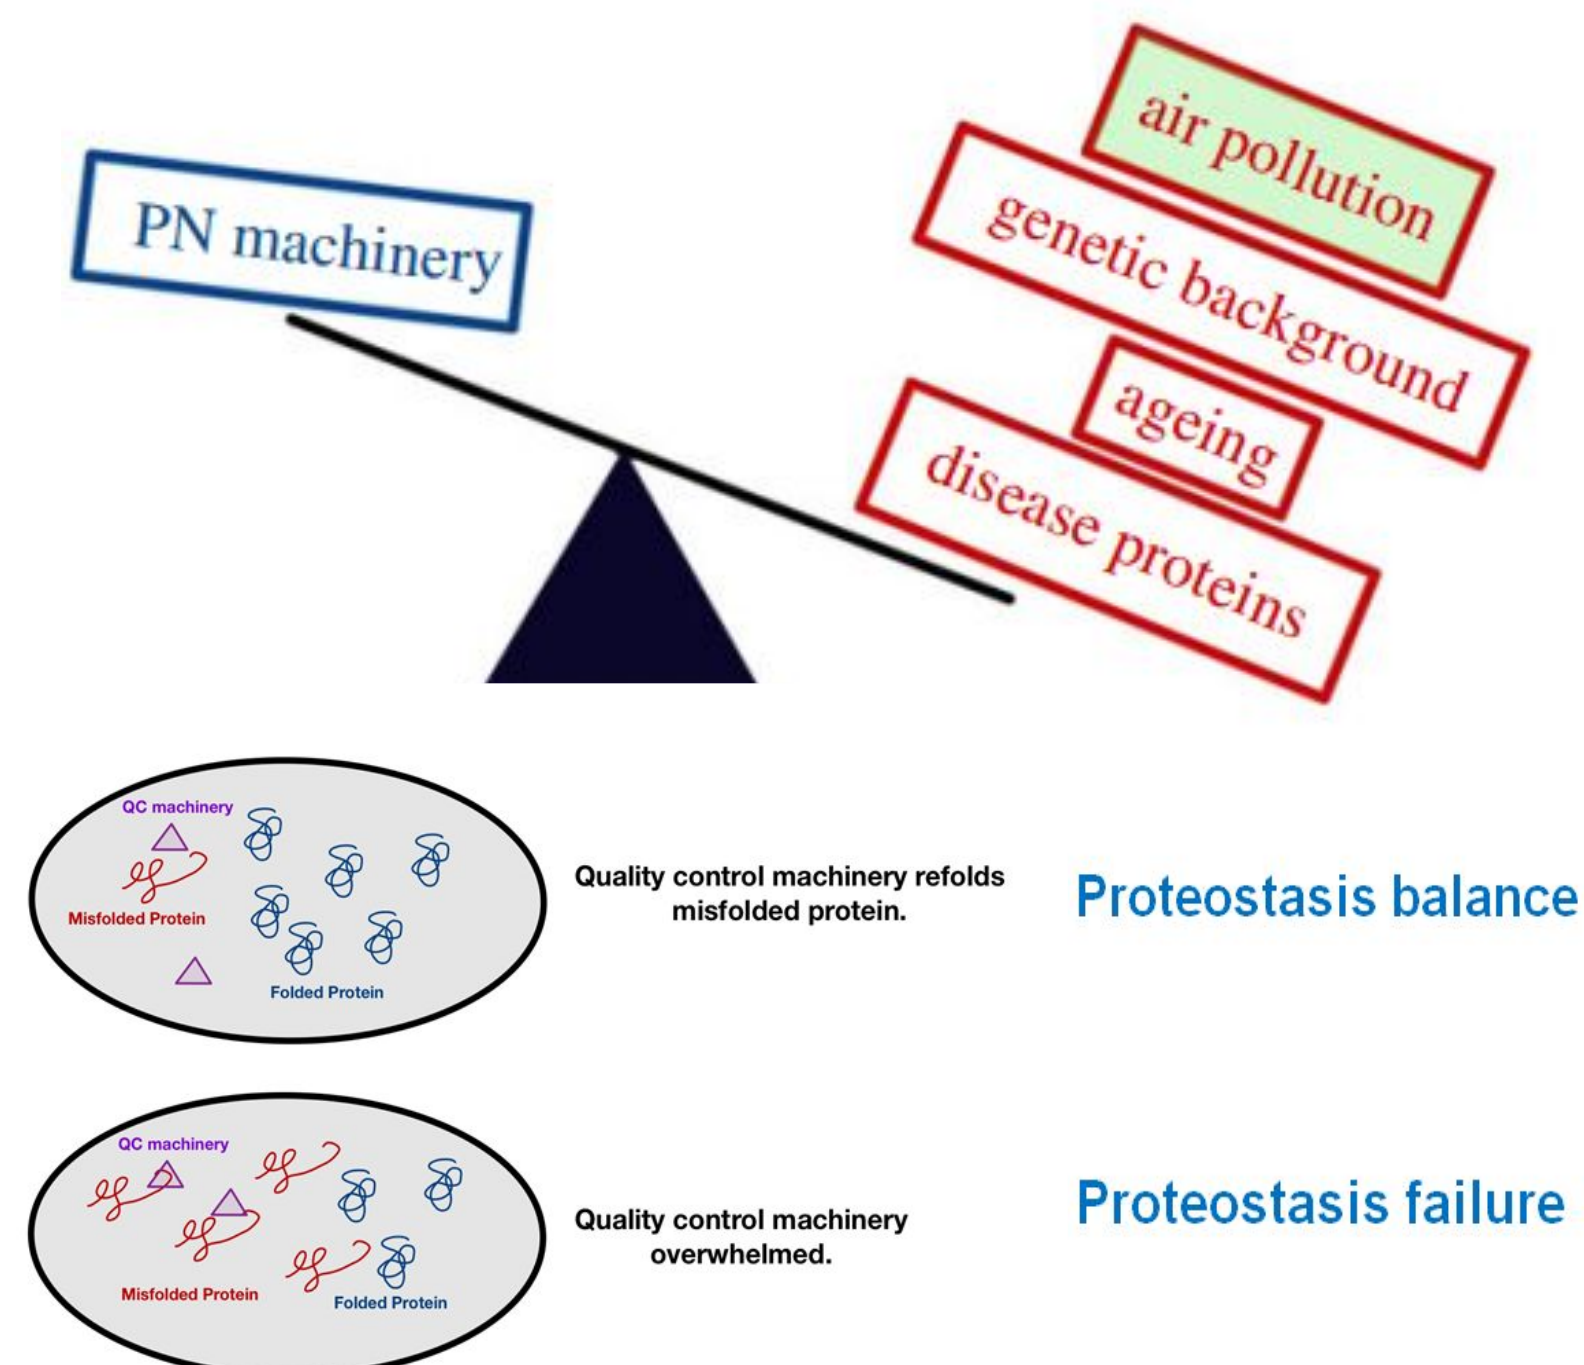 air pollution
PN machinery
genetic background
ageing
disease proteins
QC machinery
Misfolded Protein
Folded Protein
Quality control machinery refolds
misfolded protein.
Proteostasis balance
QC machinery
Misfolded Protein
Folded Protein
Quality control machinery
overwhelmed.
Proteostasis failure